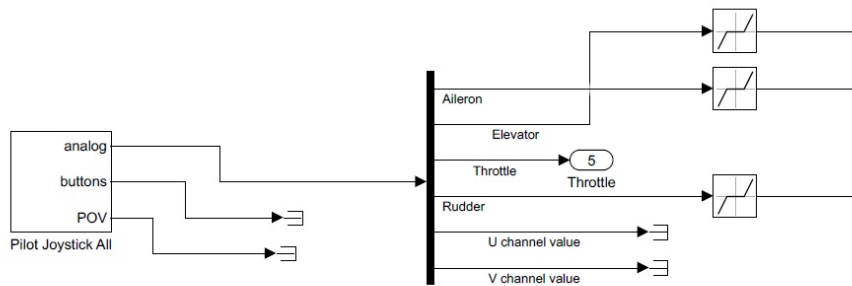 Aileron
Elevator
analog
Throttle
5
Throttle
buttons
Rudder
POV
Pilot Joystick All
U channel value
V channel value